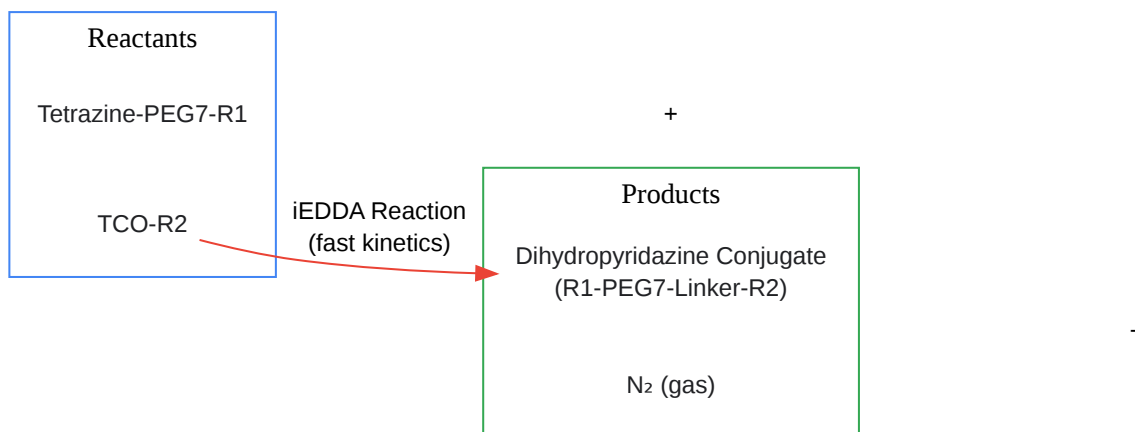 Reactants
Tetrazine-PEG7-R1
+
TCO-R2
iEDDA Reaction
(fast kinetics)
Products
Dihydropyridazine Conjugate
(R1-PEG7-Linker-R2)
N₂ (gas)